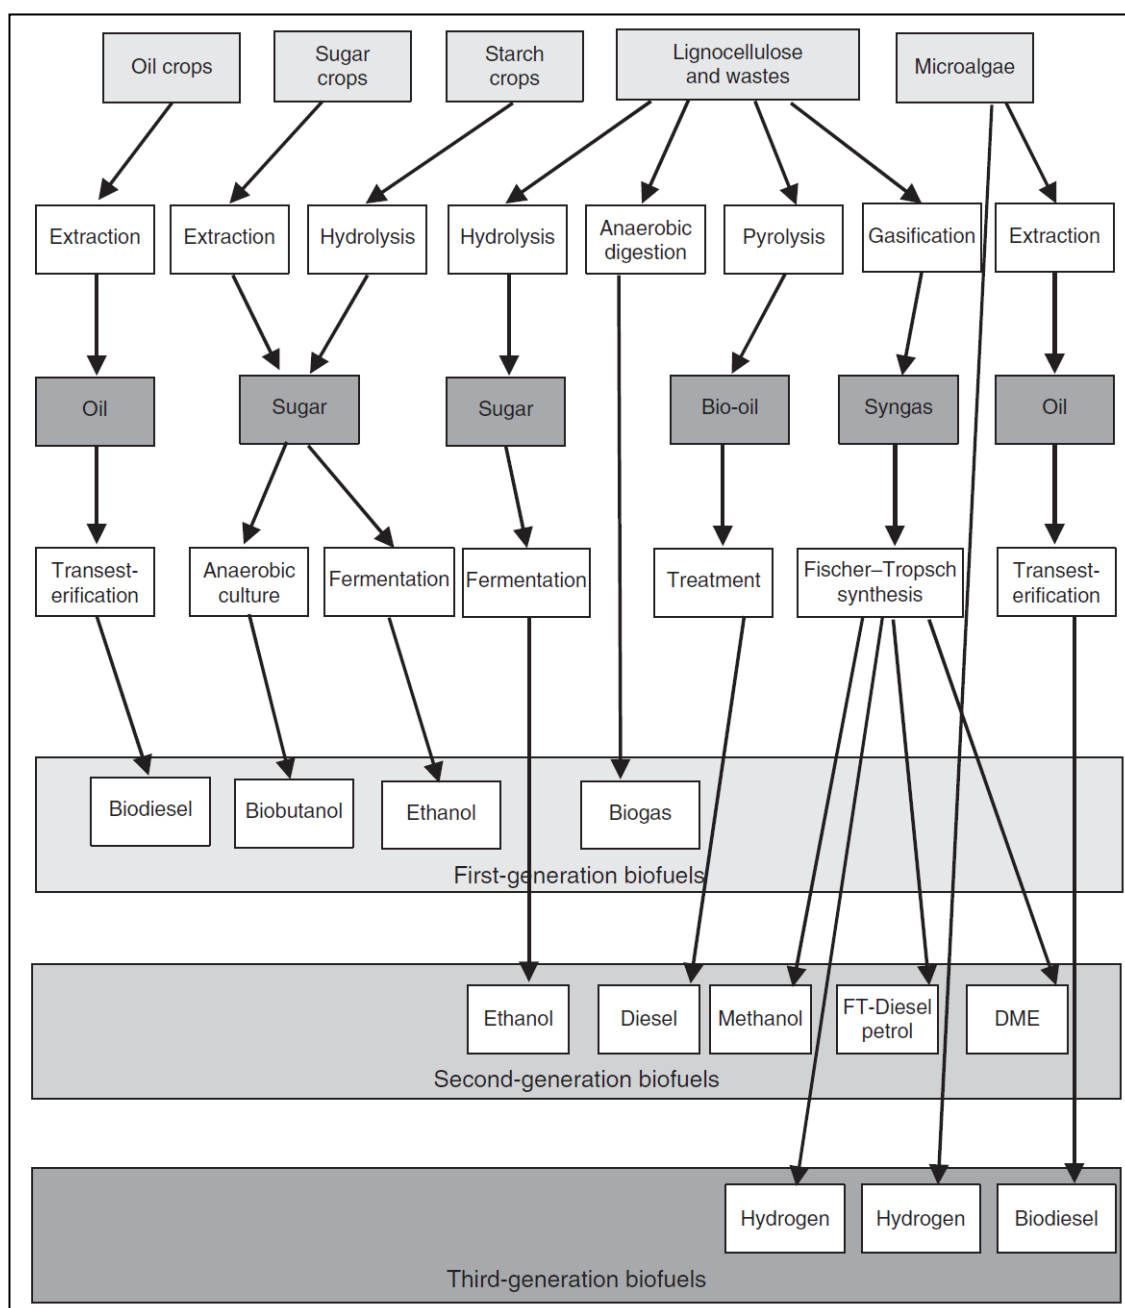 Oil crops
Sugar
crops
Starch
crops
Lignocellulose
and wastes
Microalgae
Extraction
Extraction
Hydrolysis
Hydrolysis
Anaerobic
digestion
Pyrolysis
Gasification
Extraction
Oil
Sugar
Sugar
Bio-oil
Syngas
Oil
Transest-
erification
Anaerobic
culture
Fermentation
Fermentation
Treatment
Fischer–Tropsch
synthesis
Transest-
erification
Biodiesel
Biobutanol
Ethanol
Biogas
First-generation biofuels
Ethanol
Diesel
Methanol
FT-Diesel
petrol
DME
Second-generation biofuels
Hydrogen
Hydrogen
Biodiesel
Third-generation biofuels